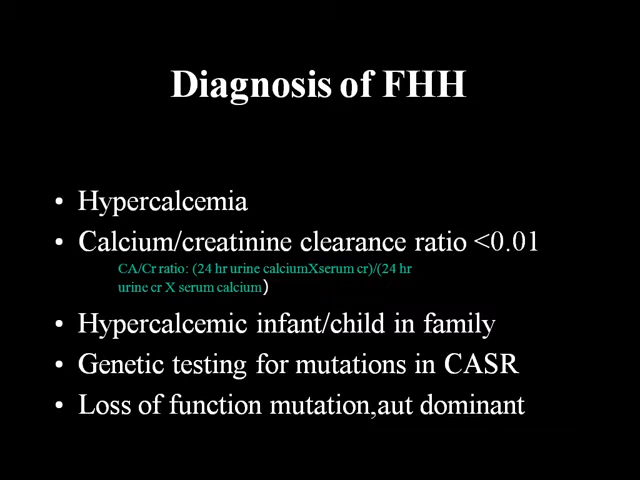 Diagnosis of FHH
• Hypercalcemia
• Calcium/creatinine clearance ratio <0.01
CA/Cr ratio: (24 hr urine calciumXserum cr)/(24 hr
urine cr X serum calcium)
• Hypercalcemic infant/child in family
• Genetic testing for mutations in CASR
• Loss of function mutation,aut dominant